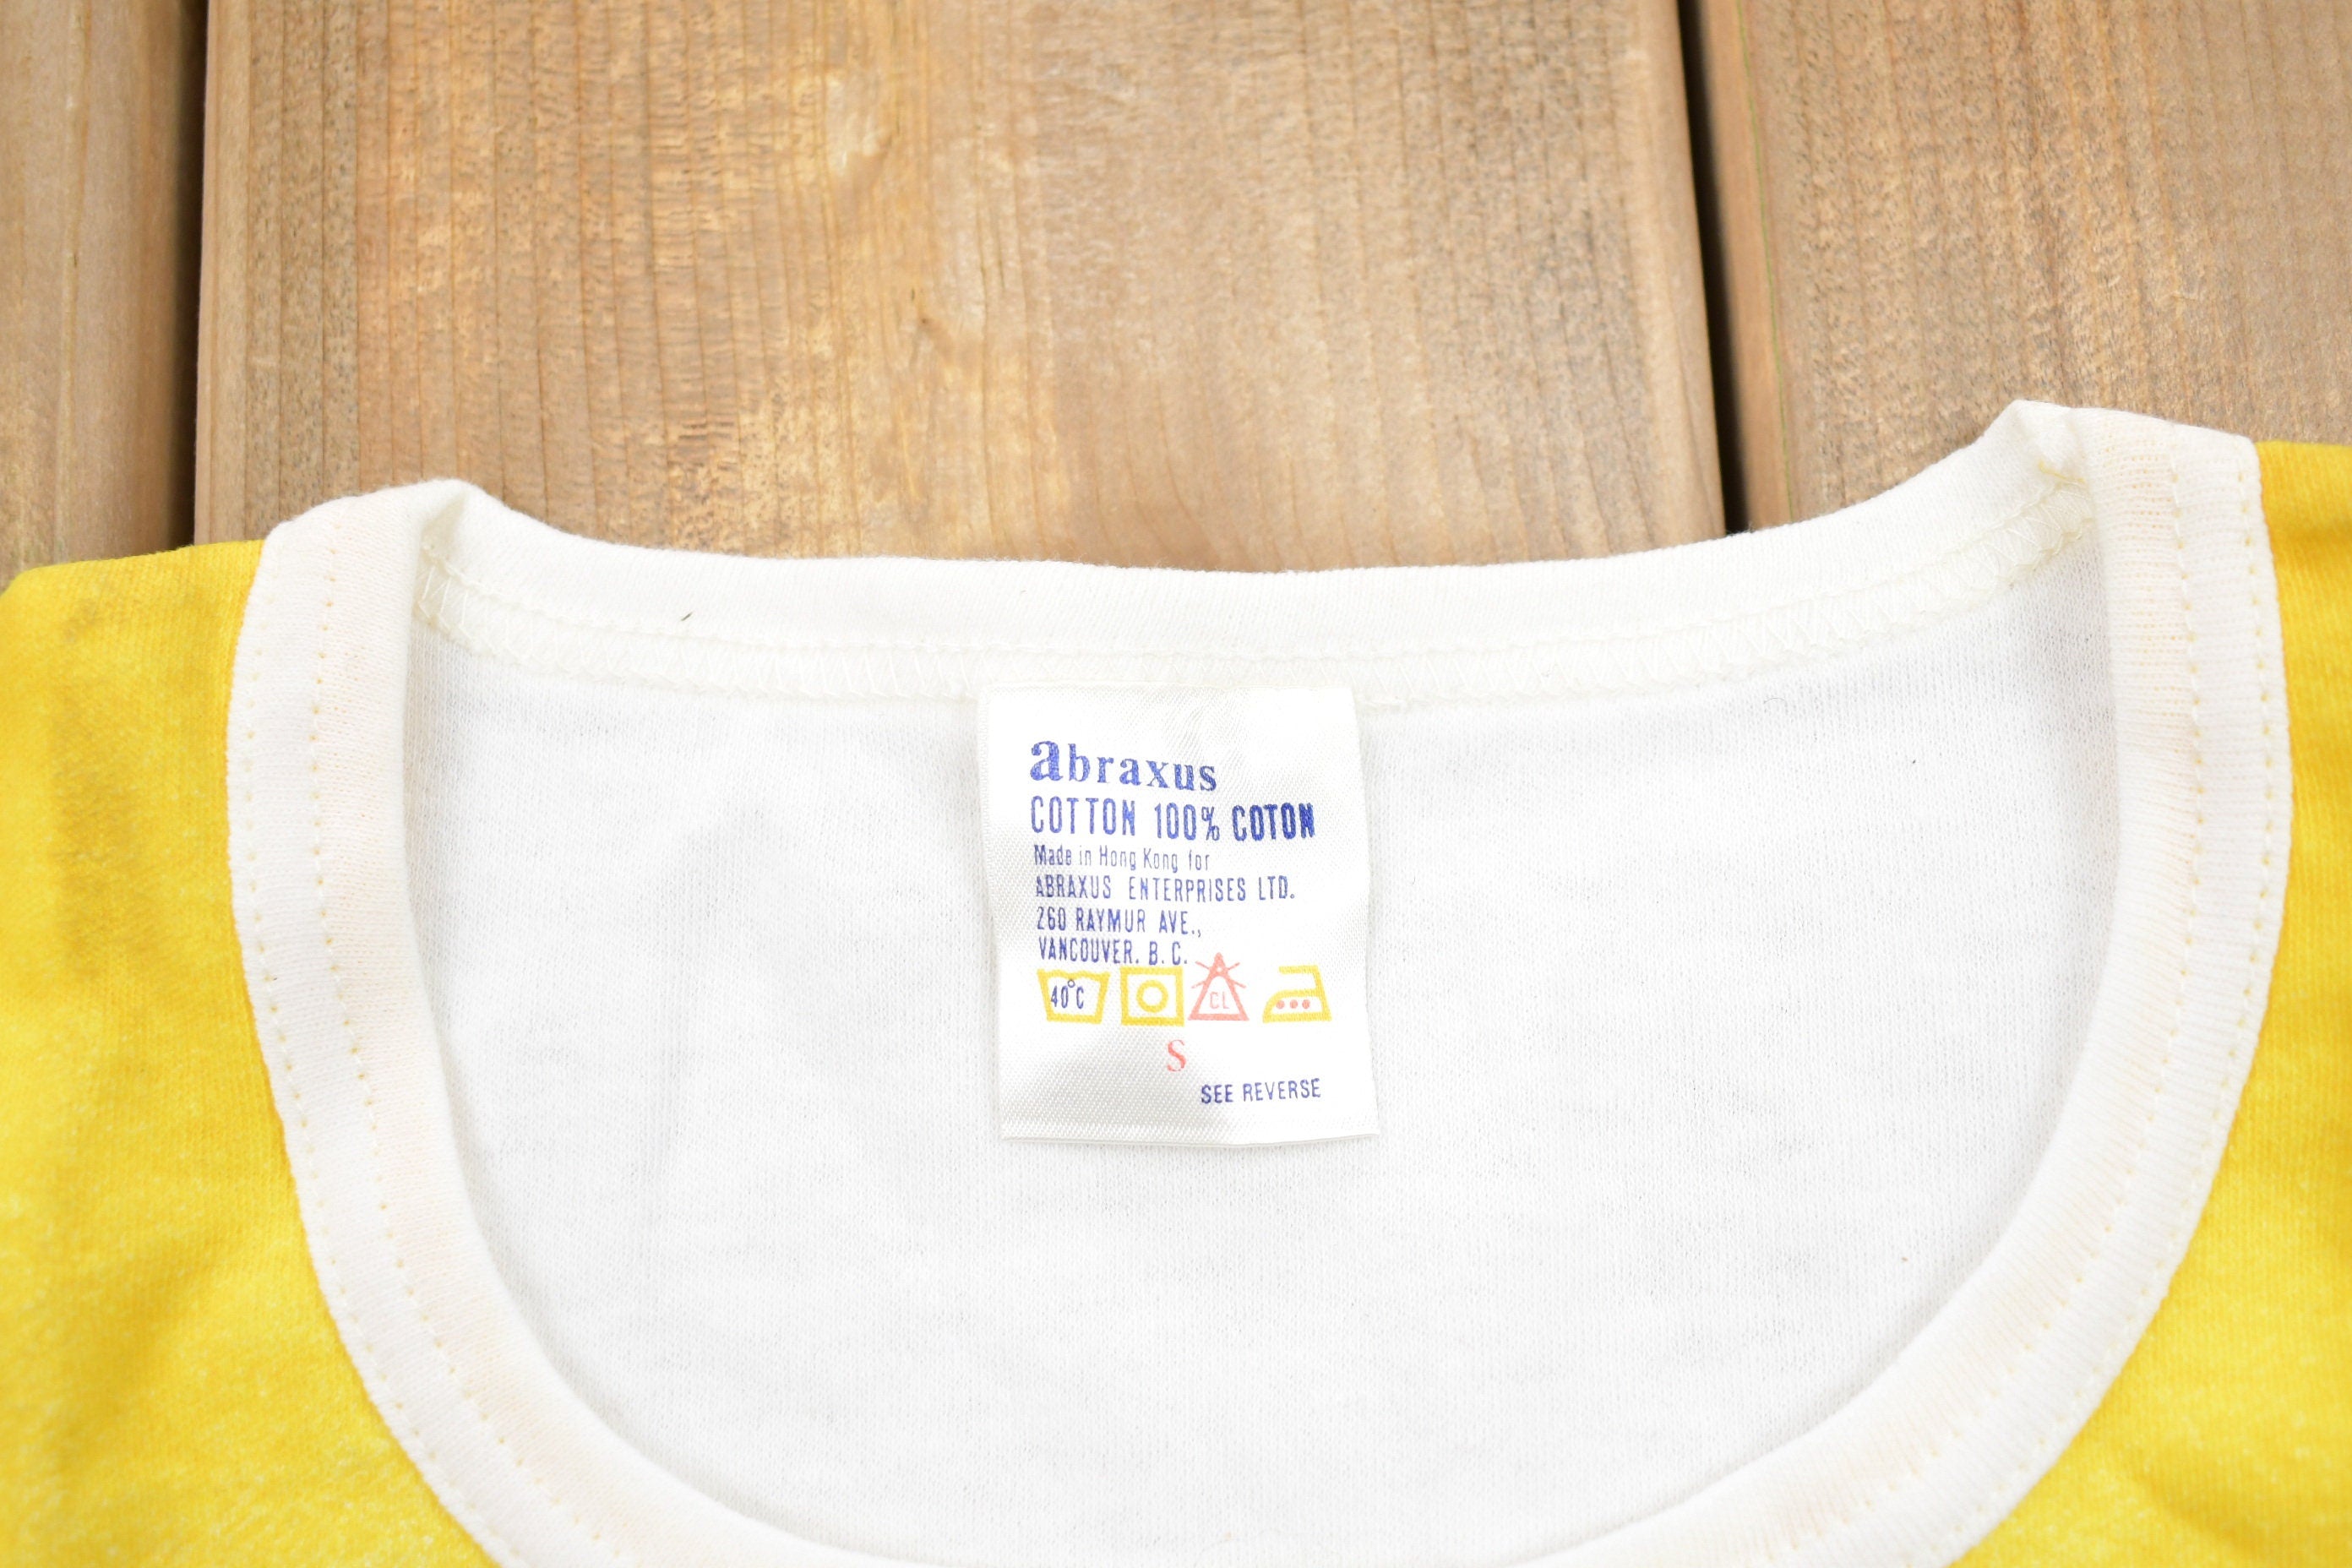 abraxus
COTTON 100% COTON
Made in Hong Kong for
ABRAXUS ENTERPRISES LTD.
260 RAYMUR AVE.,
VANCOUVER. B. C.
40°C CL
S
SEE REVERSE